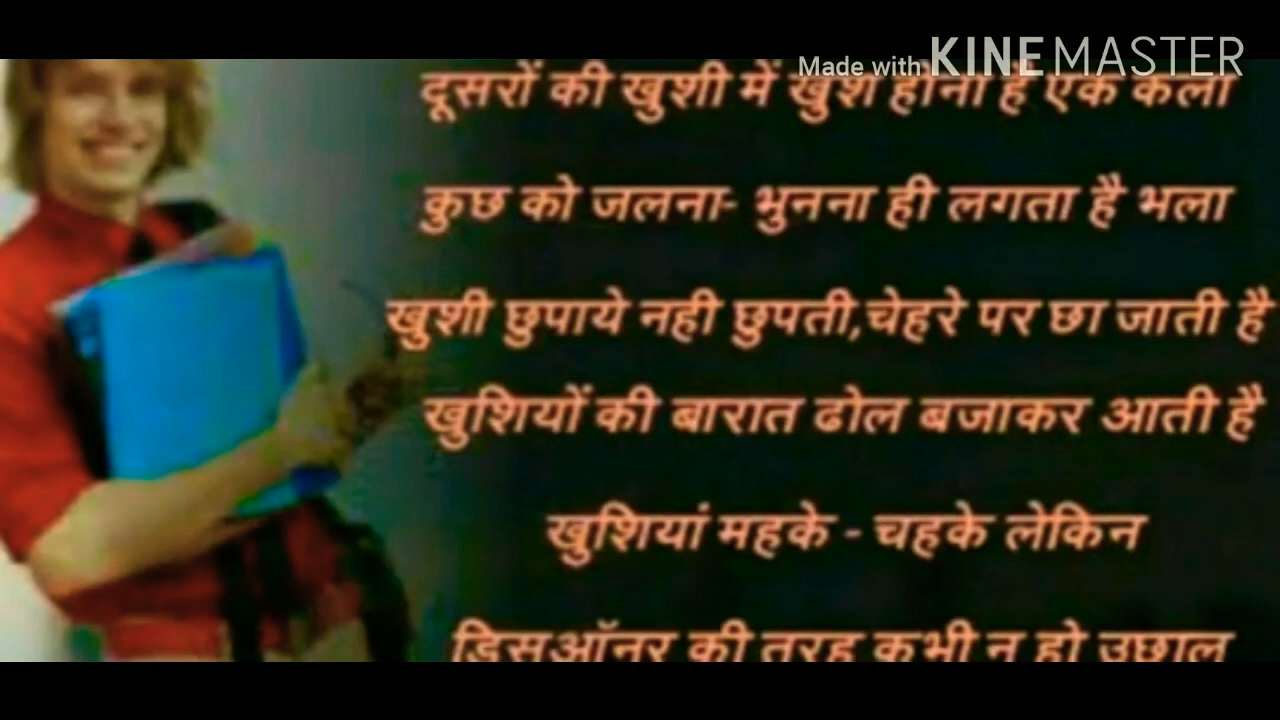 Made with KINEMASTER
दूसरों की खुशी में खुश होना है एक कला
कुछ को जलना- भुनना ही लगता है भला
खुशी छुपाये नही छुपती,चेहरे पर छा जाती है
खुशियों की बारात ढोल बजाकर आती है
खुशियां महके - चहके लेकिन
डिसऑनर की तरह कभी न हो उछाल